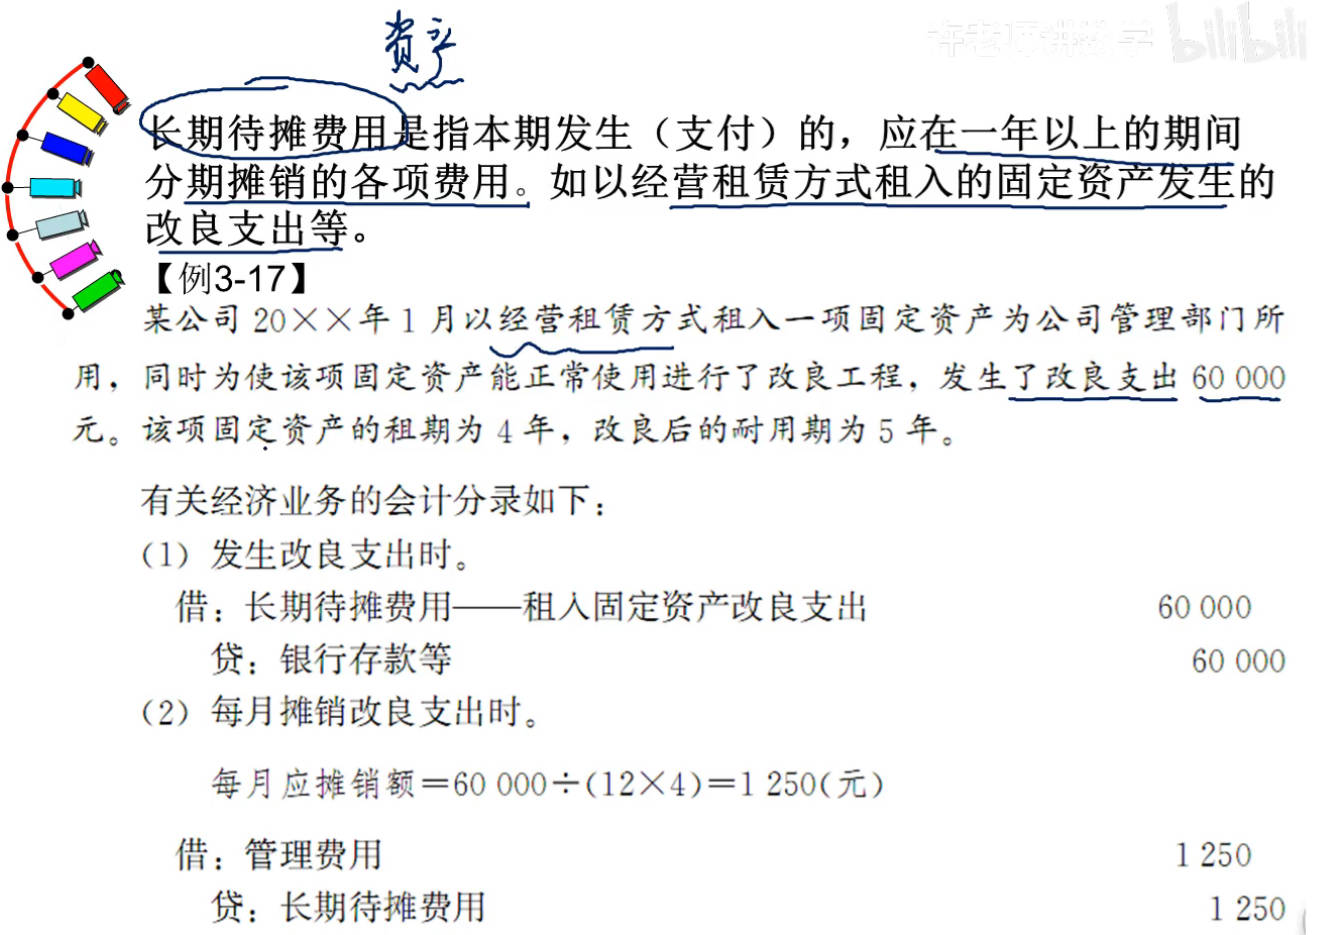 许老师讲数学 bilibili
资产
长期待摊费用是指本期发生（支付）的，应在一年以上的期间
分期摊销的各项费用。如以经营租赁方式租入的固定资产发生的
改良支出等。
【例3-17】
某公司 20××年 1 月以经营租赁方式租入一项固定资产为公司管理部门所
用，同时为使该项固定资产能正常使用进行了改良工程，发生了改良支出 60 000
元。该项固定资产的租期为 4 年，改良后的耐用期为 5 年。
有关经济业务的会计分录如下：
（1）发生改良支出时。
借：长期待摊费用——租入固定资产改良支出 60 000
贷：银行存款等 60 000
（2）每月摊销改良支出时。
每月应摊销额＝60 000÷(12×4)＝1 250(元)
借：管理费用 1 250
贷：长期待摊费用 1 250